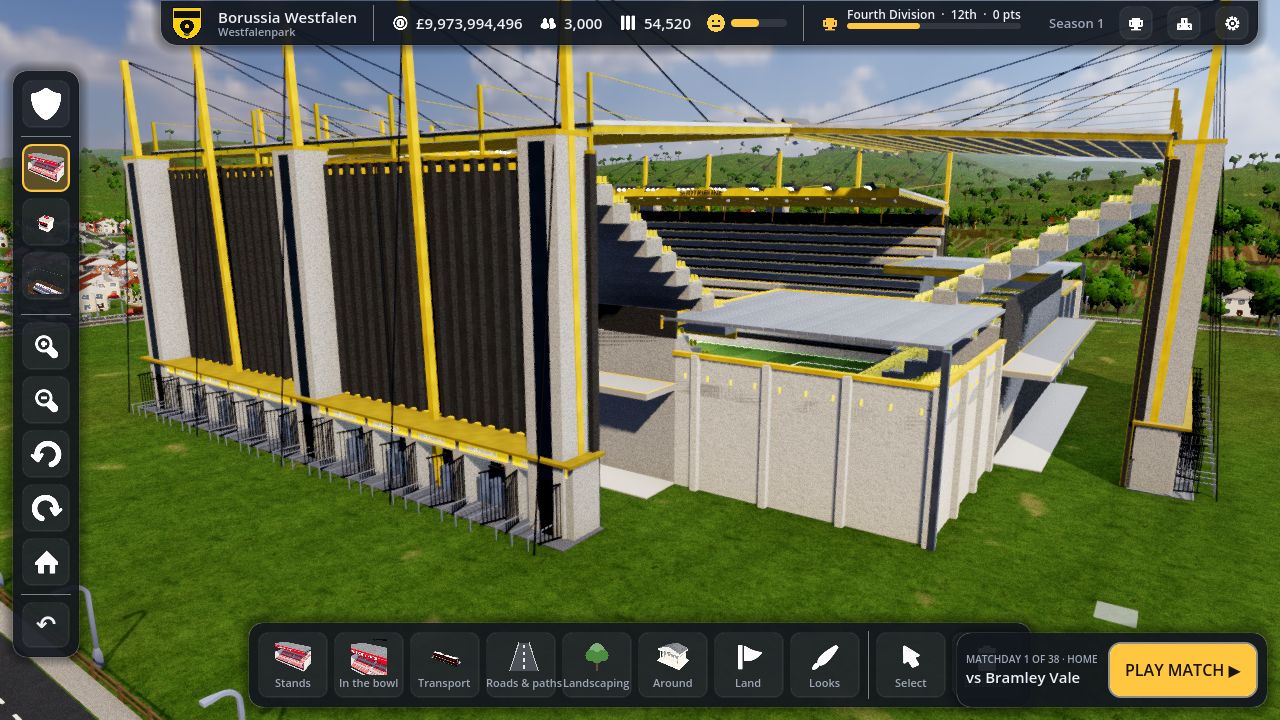 Borussia Westfalen
Westfalenpark
£9,973,994,496
3,000
54,520
Fourth Division · 12th · 0 pts
Season 1
Stands
In the bowl
Transport
Roads & paths
Landscaping
Around
Land
Looks
Select
MATCHDAY 1 OF 38 · HOME
vs Bramley Vale
PLAY MATCH ▶